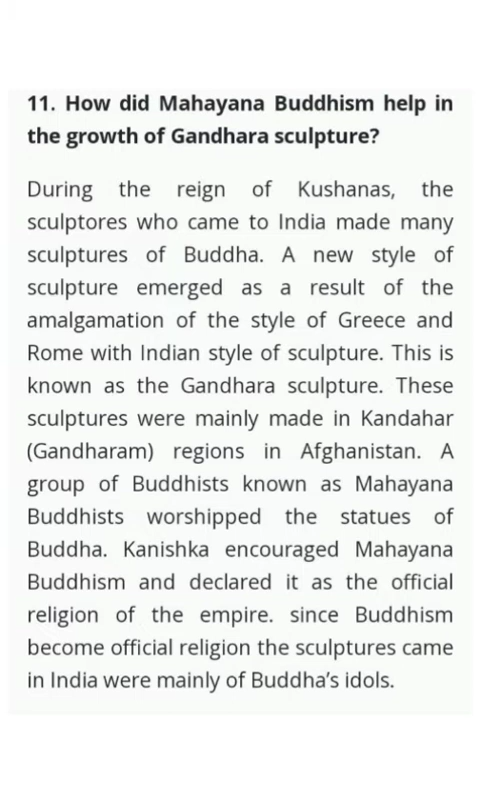 11. How did Mahayana Buddhism help in
the growth of Gandhara sculpture?
During the reign of Kushanas, the
sculptores who came to India made many
sculptures of Buddha. A new style of
sculpture emerged as a result of the
amalgamation of the style of Greece and
Rome with Indian style of sculpture. This is
known as the Gandhara sculpture. These
sculptures were mainly made in Kandahar
(Gandharam) regions in Afghanistan. A
group of Buddhists known as Mahayana
Buddhists worshipped the statues of
Buddha. Kanishka encouraged Mahayana
Buddhism and declared it as the official
religion of the empire. since Buddhism
become official religion the sculptures came
in India were mainly of Buddha's idols.